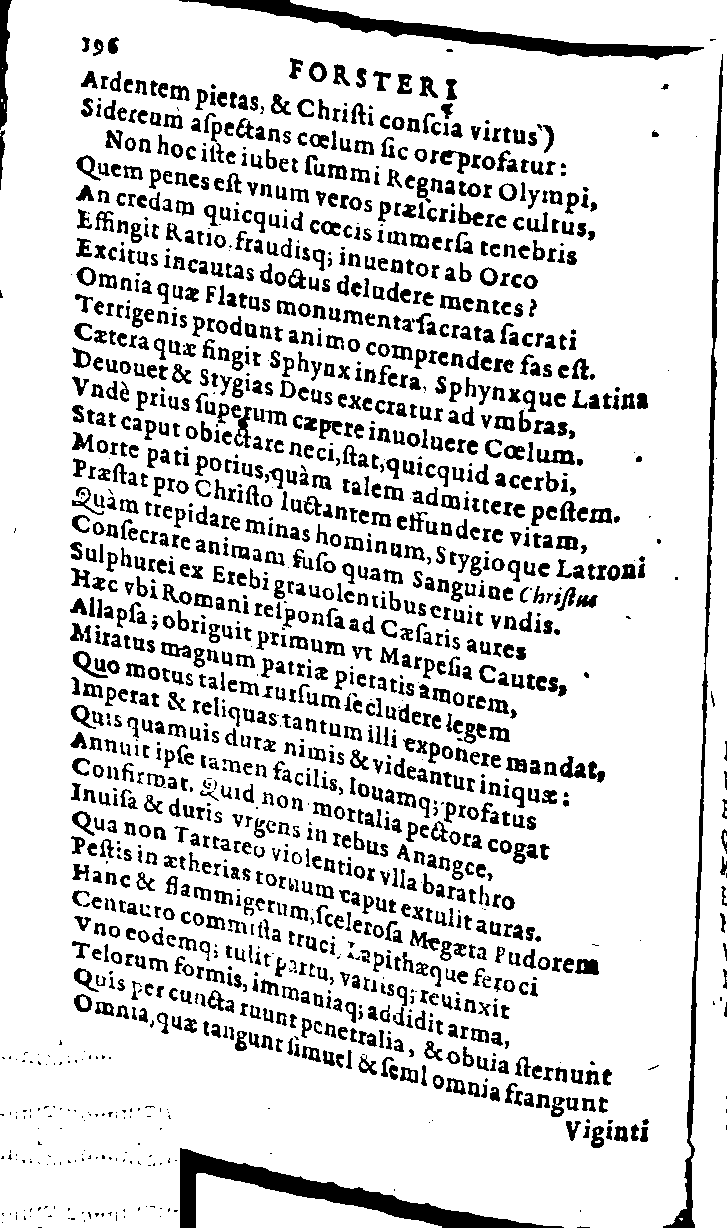 396
FORSTERI
Ardentem pietas, & Chriſti conſcia virtus)
Sidereum aſpectans cœlum ſic ore profatur:
Non hoc iſte iubet ſummi Regnator Olympi,
Quem penes eſt vnum veros præſcribere cultus,
An credam quicquid cœcis immerſa tenebris
Effingit Ratio, fraudisq; inuentor ab Orco
Excitus incautas doctus deludere mentes?
Omnia quæ Flatus monumenta ſacrata ſacrati
Terrigenis produnt animo comprendere fas eſt.
Cætera quæ fingit Sphynx infera, Sphynxque Latina
Deuouet & Stygias Deus execratur ad vmbras,
Vndè prius ſuperum cæpere inuoluere Cœlum.
Stat caput obiectare neci, ſtat, quicquid acerbi,
Morte pati potius, quàm talem admittere peſtem.
Præſtat pro Chriſto luctantem effundere vitam,
Quàm trepidare minas hominum, Stygioque Latroni
Conſecrare animam fuſo quam Sanguine Chriſtus
Sulphurei ex Erebi grauolentibus eruit vndis.
Hæc vbi Romani reſponſa ad Cæſaris aures
Allapſa; obriguit primum vt Marpeſia Cautes,
Miratus magnum patriæ pietatis amorem,
Quo motus talem rurſum ſecludere legem
Imperat & reliquas tantum illi exponere mandat,
Quis quamuis duræ nimis & videantur iniquæ:
Annuit ipſe tamen facilis, Iouamq; profatus
Confirmat. Quid non mortalia pectora cogat
Inuiſa & duris vrgens in rebus Anangce,
Qua non Tartareo violentior vlla barathro
Peſtis in ætherias toruum caput extulit auras.
Hanc & flammigerum, ſceleroſa Megæra Pudorem
Centauro commiſta truci, Lapithæque feroci
Vno eodemq; tulit partu, variisq; reuinxit
Telorum formis, immaniaq; addidit arma,
Quis per cuncta ruunt penetralia, & obuia ſternunt
Omnia, quæ tangunt ſimuel & ſeml omnia frangunt
Viginti